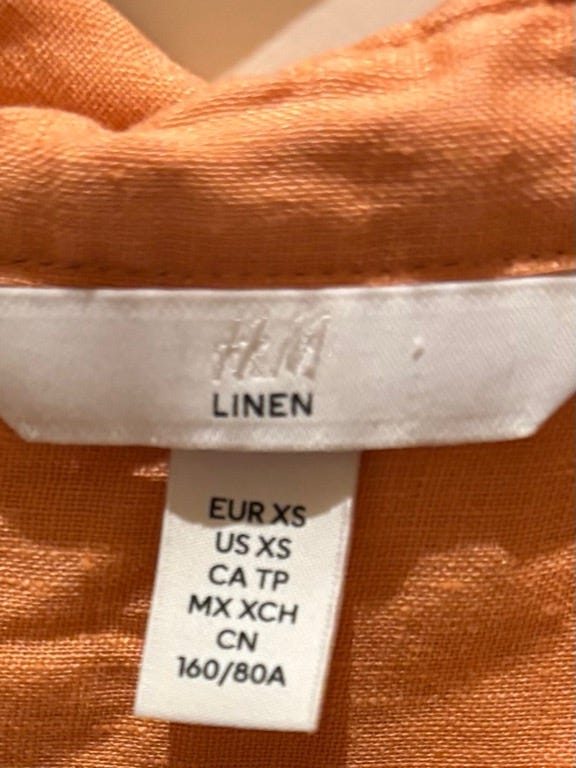 H&M
LINEN
EUR XS
US XS
CA TP
MX XCH
CN
160/80A